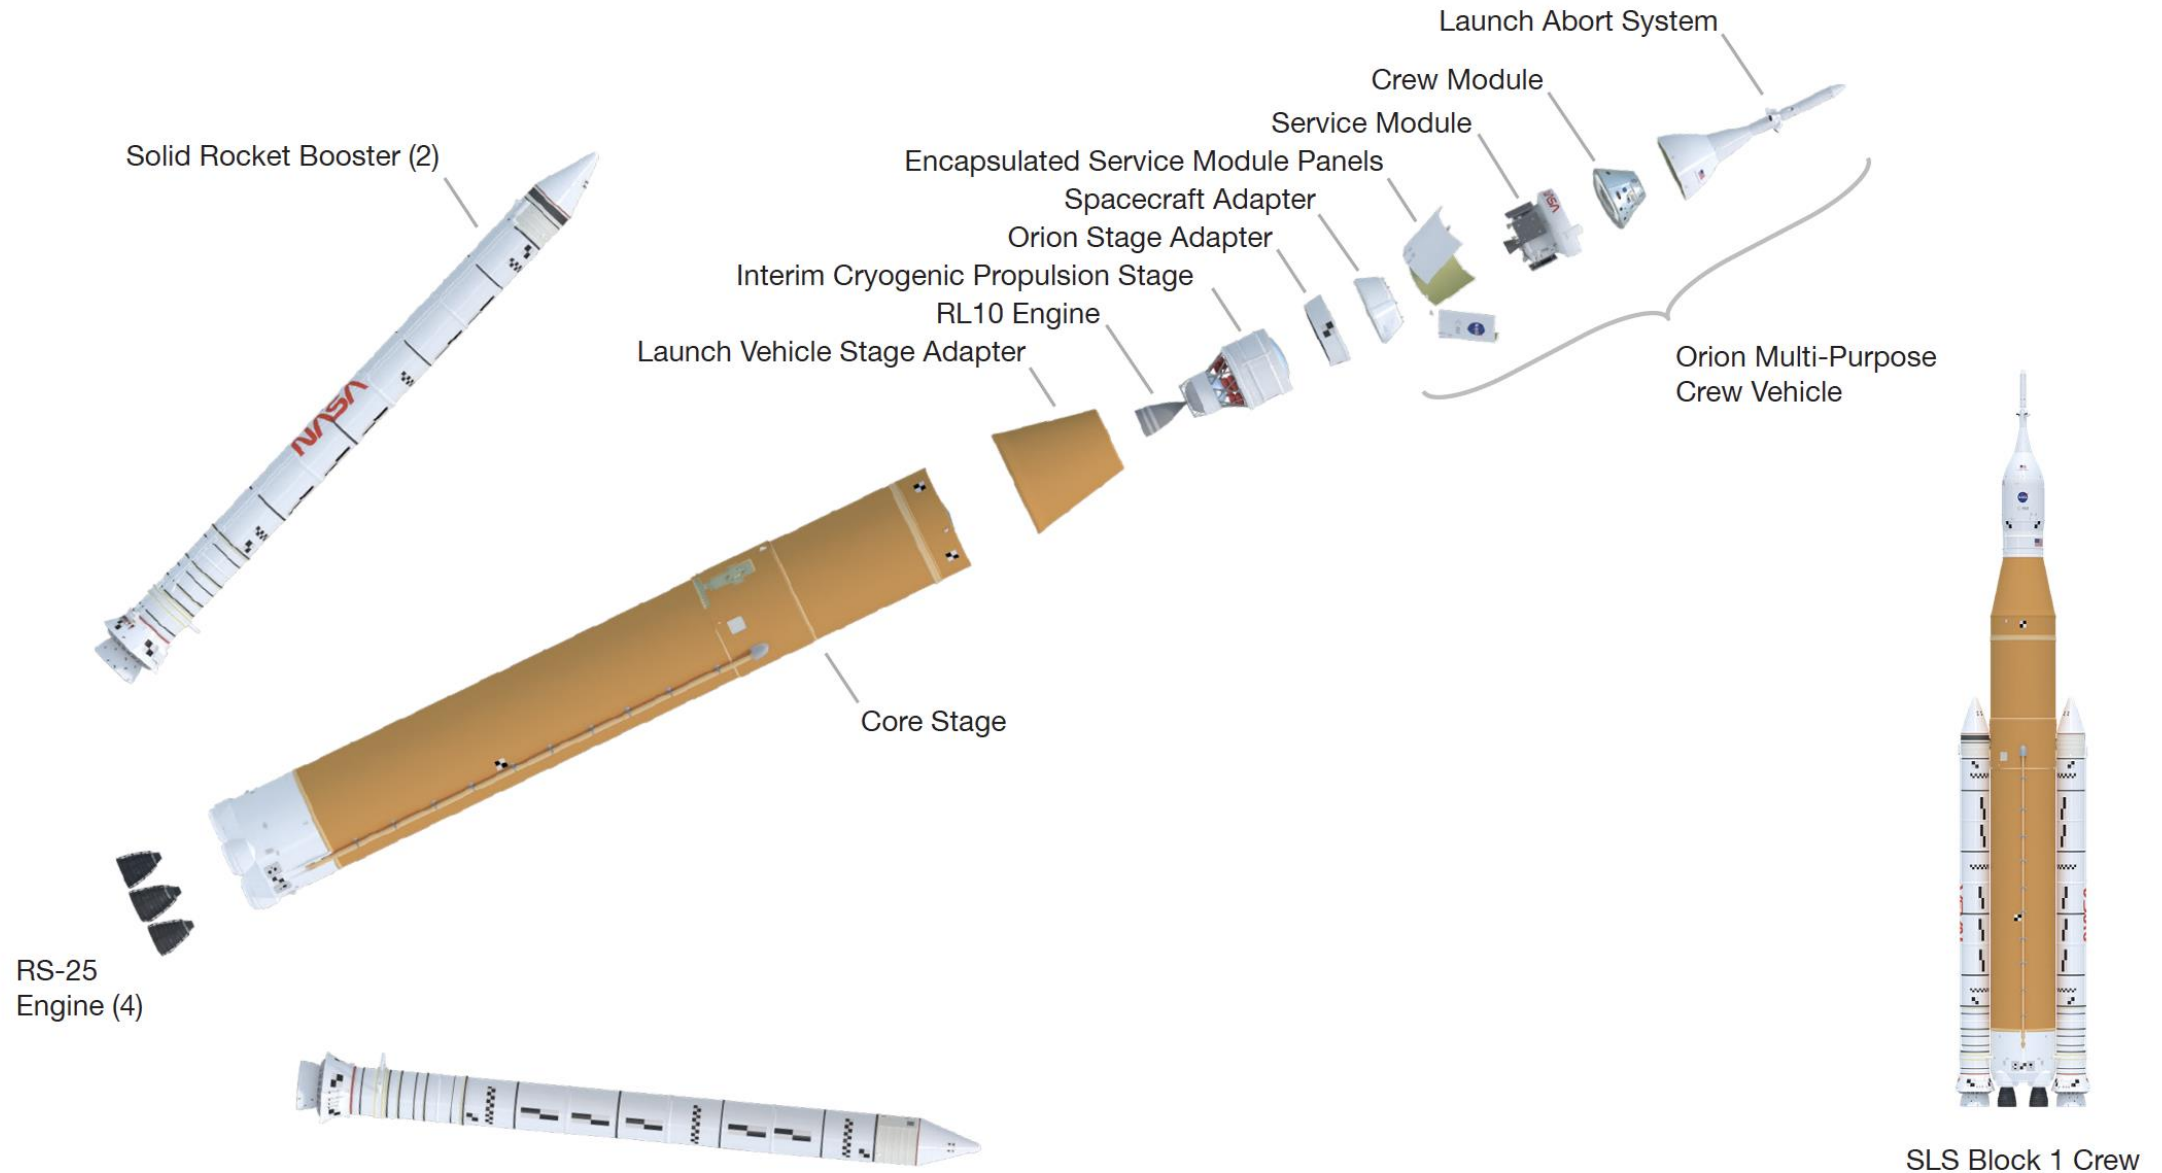 Launch Abort System
Crew Module
Service Module
Solid Rocket Booster (2)
Encapsulated Service Module Panels
Spacecraft Adapter
Orion Stage Adapter
Interim Cryogenic Propulsion Stage
RL10 Engine
Launch Vehicle Stage Adapter
Orion Multi-Purpose
Crew Vehicle
NASA
NASA
Core Stage
RS-25
Engine (4)
SLS Block 1 Crew